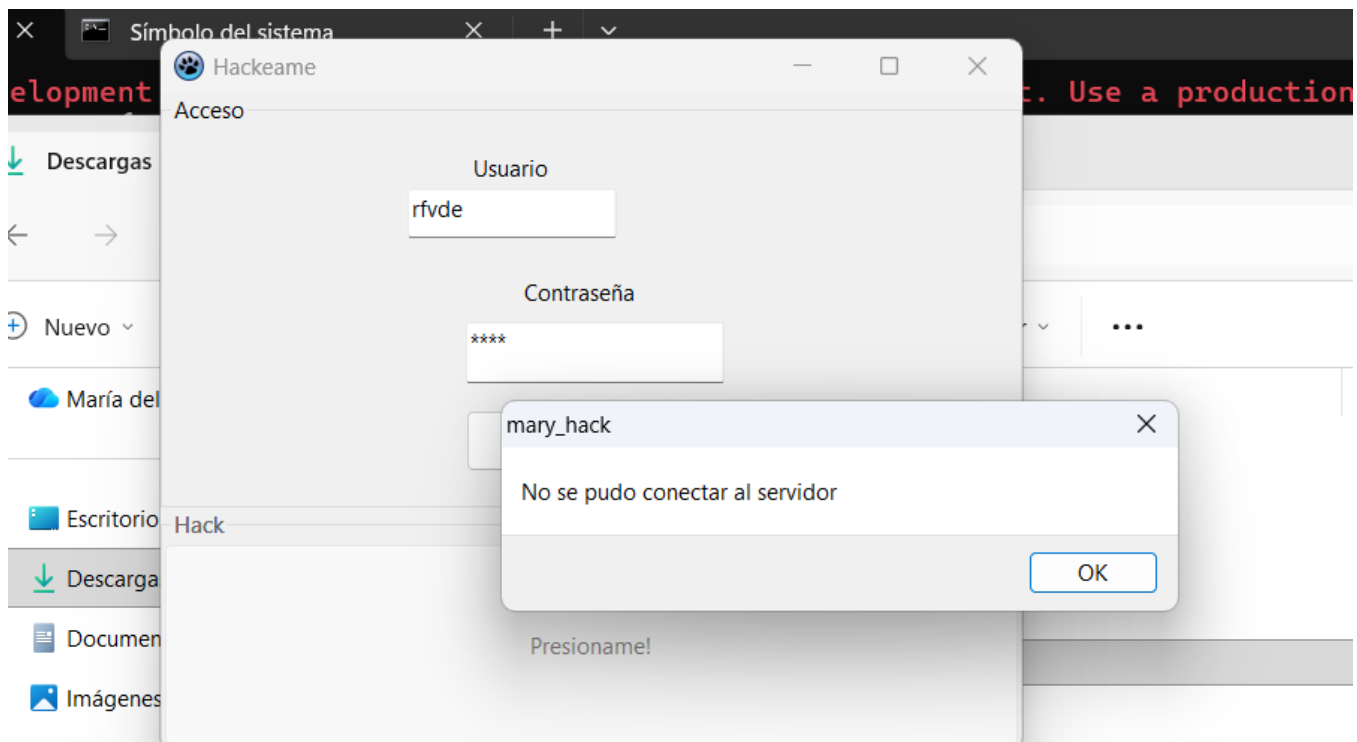 Símbolo del sistema
elopment
t. Use a production
Hackeame
Acceso
Descargas
Usuario
rfvde
Contraseña
****
Nuevo
María del
mary_hack
No se pudo conectar al servidor
OK
Escritorio
Hack
Descarga
Documen
Presioname!
Imágenes